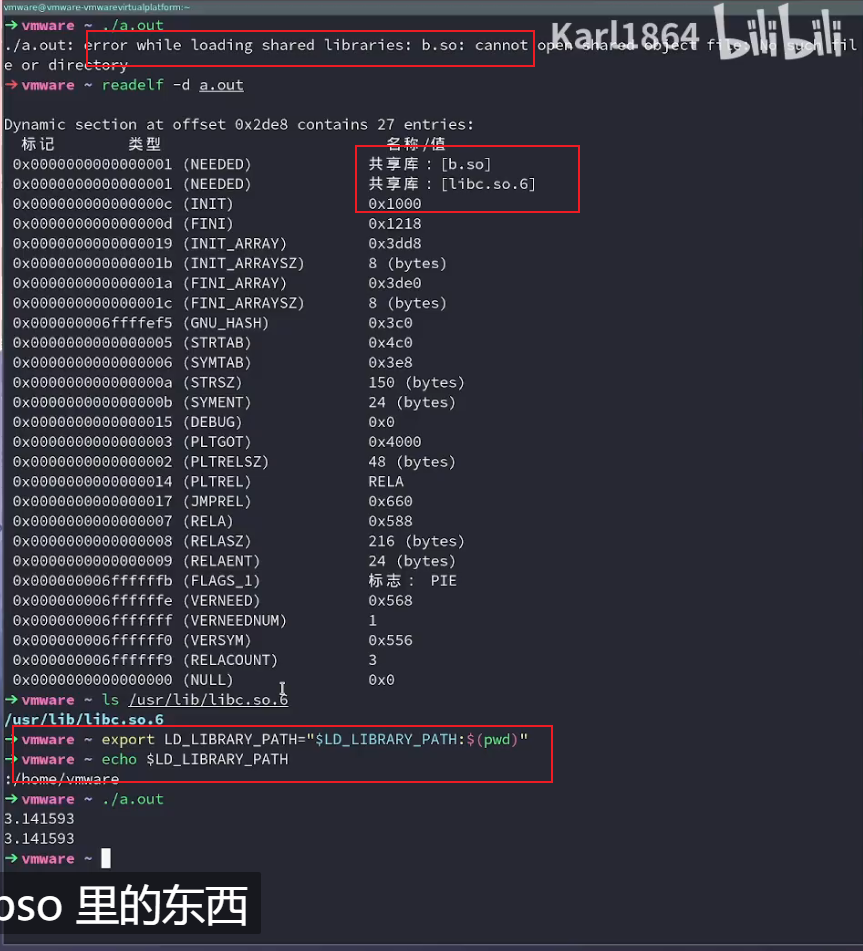 vmware@vmware-vmwarevirtualplatform:~
→ vmware ~ ./a.out
./a.out: error while loading shared libraries: b.so: cannot open shared object file: No such fil
e or directory
Karl1864 bilibili
→ vmware ~ readelf -d a.out
Dynamic section at offset 0x2de8 contains 27 entries:
标记 类型 名称/值
0x0000000000000001 (NEEDED) 共享库：[b.so]
0x0000000000000001 (NEEDED) 共享库：[libc.so.6]
0x000000000000000c (INIT) 0x1000
0x000000000000000d (FINI) 0x1218
0x0000000000000019 (INIT_ARRAY) 0x3dd8
0x000000000000001b (INIT_ARRAYSZ) 8 (bytes)
0x000000000000001a (FINI_ARRAY) 0x3de0
0x000000000000001c (FINI_ARRAYSZ) 8 (bytes)
0x000000006ffffef5 (GNU_HASH) 0x3c0
0x0000000000000005 (STRTAB) 0x4c0
0x0000000000000006 (SYMTAB) 0x3e8
0x000000000000000a (STRSZ) 150 (bytes)
0x000000000000000b (SYMENT) 24 (bytes)
0x0000000000000015 (DEBUG) 0x0
0x0000000000000003 (PLTGOT) 0x4000
0x0000000000000002 (PLTRELSZ) 48 (bytes)
0x0000000000000014 (PLTREL) RELA
0x0000000000000017 (JMPREL) 0x660
0x0000000000000007 (RELA) 0x588
0x0000000000000008 (RELASZ) 216 (bytes)
0x0000000000000009 (RELAENT) 24 (bytes)
0x000000006ffffffb (FLAGS_1) 标志： PIE
0x000000006ffffffe (VERNEED) 0x568
0x000000006fffffff (VERNEEDNUM) 1
0x000000006ffffff0 (VERSYM) 0x556
0x000000006ffffff9 (RELACOUNT) 3
0x0000000000000000 (NULL) 0x0
→ vmware ~ ls /usr/lib/libc.so.6
/usr/lib/libc.so.6
→ vmware ~ export LD_LIBRARY_PATH="$LD_LIBRARY_PATH:$(pwd)"
→ vmware ~ echo $LD_LIBRARY_PATH
:/home/vmware
→ vmware ~ ./a.out
3.141593
3.141593
→ vmware ~
bso 里的东西